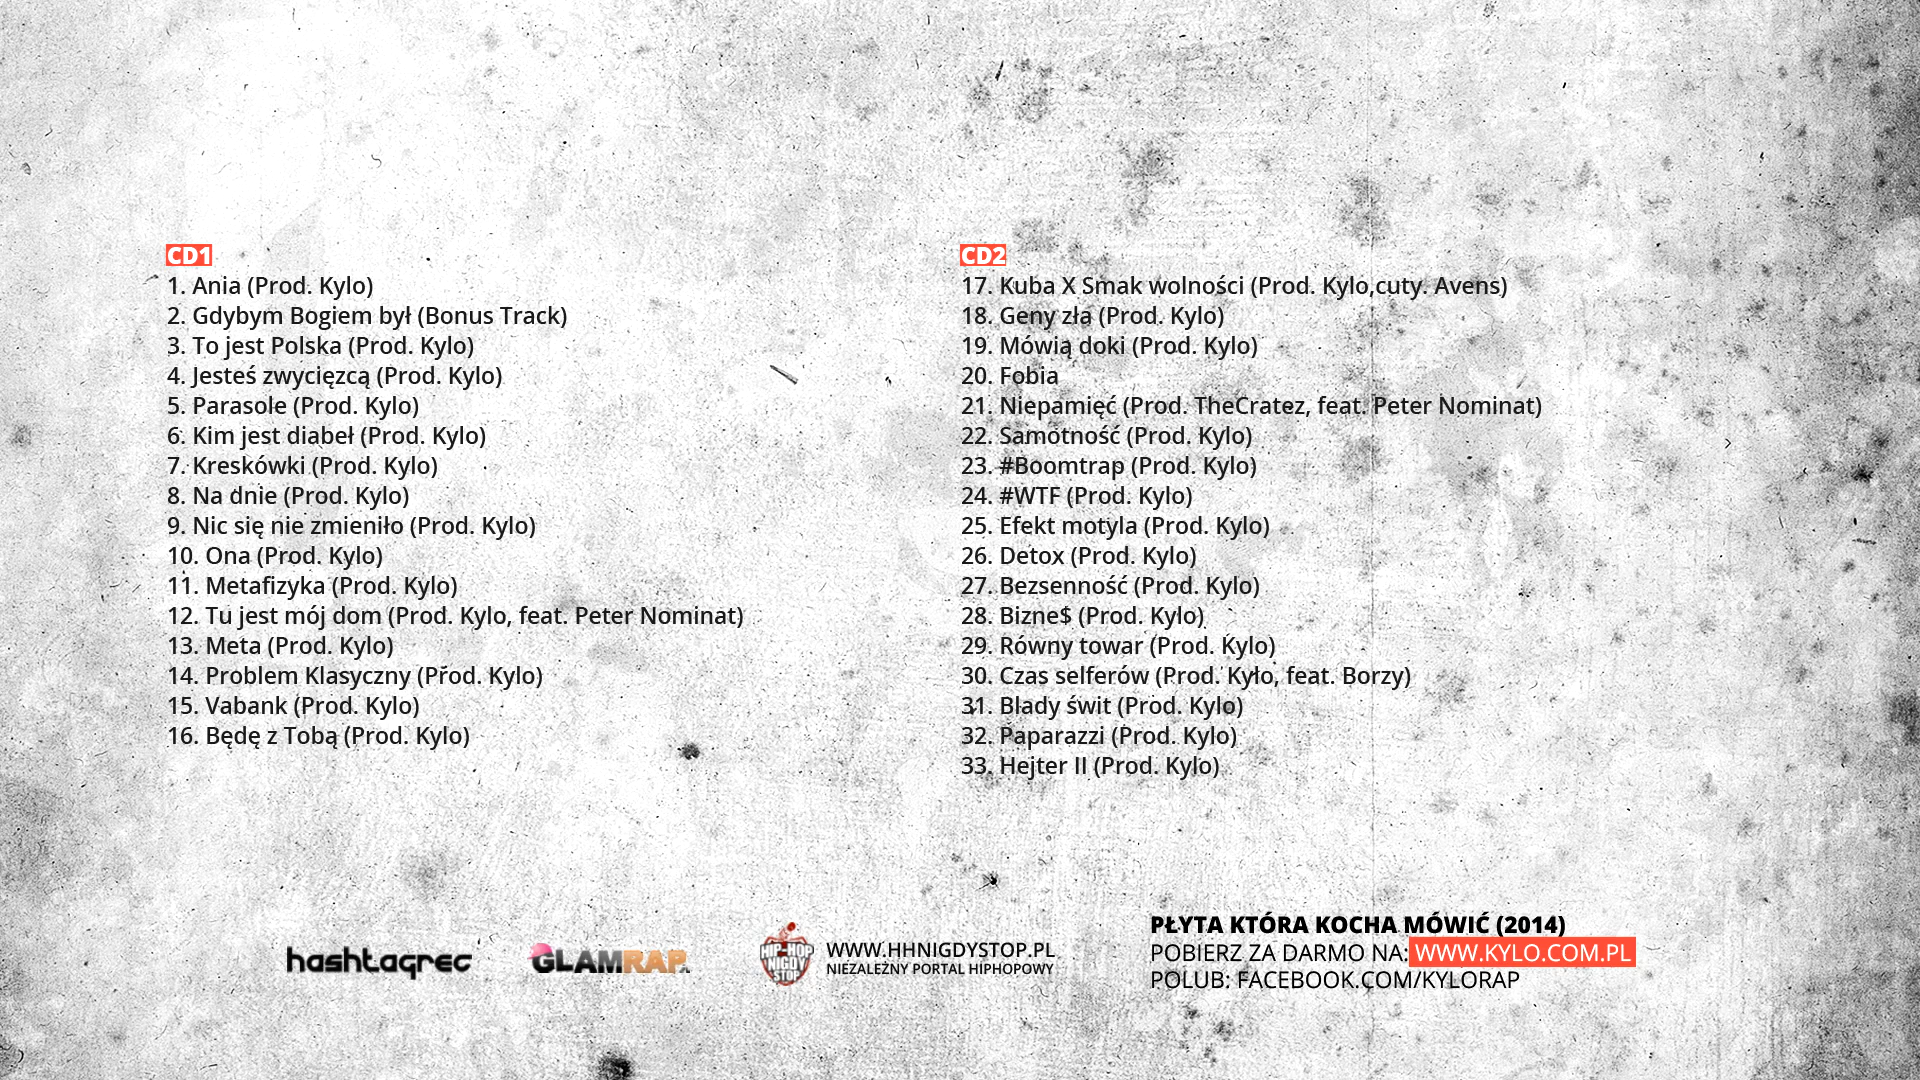 CD1
1. Ania (Prod. Kylo)
2. Gdybym Bogiem był (Bonus Track)
3. To jest Polska (Prod. Kylo)
4. Jesteś zwycięzcą (Prod. Kylo)
5. Parasole (Prod. Kylo)
6. Kim jest diabeł (Prod. Kylo)
7. Kreskówki (Prod. Kylo)
8. Na dnie (Prod. Kylo)
9. Nic się nie zmieniło (Prod. Kylo)
10. Ona (Prod. Kylo)
11. Metafizyka (Prod. Kylo)
12. Tu jest mój dom (Prod. Kylo, feat. Peter Nominat)
13. Meta (Prod. Kylo)
14. Problem Klasyczny (Prod. Kylo)
15. Vabank (Prod. Kylo)
16. Będę z Tobą (Prod. Kylo)
CD2
17. Kuba X Smak wolności (Prod. Kylo,cuty. Avens)
18. Geny zła (Prod. Kylo)
19. Mówią doki (Prod. Kylo)
20. Fobia
21. Niepamięć (Prod. TheCratez, feat. Peter Nominat)
22. Samotność (Prod. Kylo)
23. #Boomtrap (Prod. Kylo)
24. #WTF (Prod. Kylo)
25. Efekt motyla (Prod. Kylo)
26. Detox (Prod. Kylo)
27. Bezsenność (Prod. Kylo)
28. Bizne$ (Prod. Kylo)
29. Równy towar (Prod. Kylo)
30. Czas selferów (Prod. Kylo, feat. Borzy)
31. Blady świt (Prod. Kylo)
32. Paparazzi (Prod. Kylo)
33. Hejter II (Prod. Kylo)
hashtagrec
GLAMRAP
HIP-HOP
NIGDY
STOP
WWW.HHNIGDYSTOP.PL
NIEZALEŻNY PORTAL HIPHOPOWY
PŁYTA KTÓRA KOCHA MÓWIĆ (2014)
POBIERZ ZA DARMO NA: WWW.KYLO.COM.PL
POLUB: FACEBOOK.COM/KYLORAP